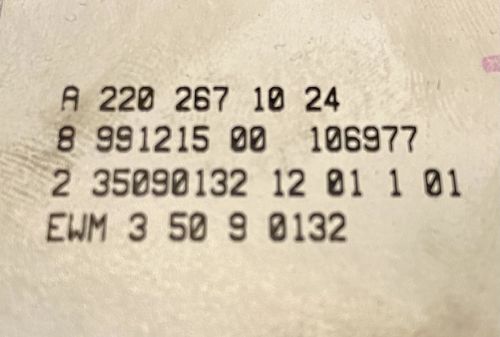 A 220 267 10 24
8 991215 00 106977
2 35090132 12 01 1 01
EWM 3 50 9 0132